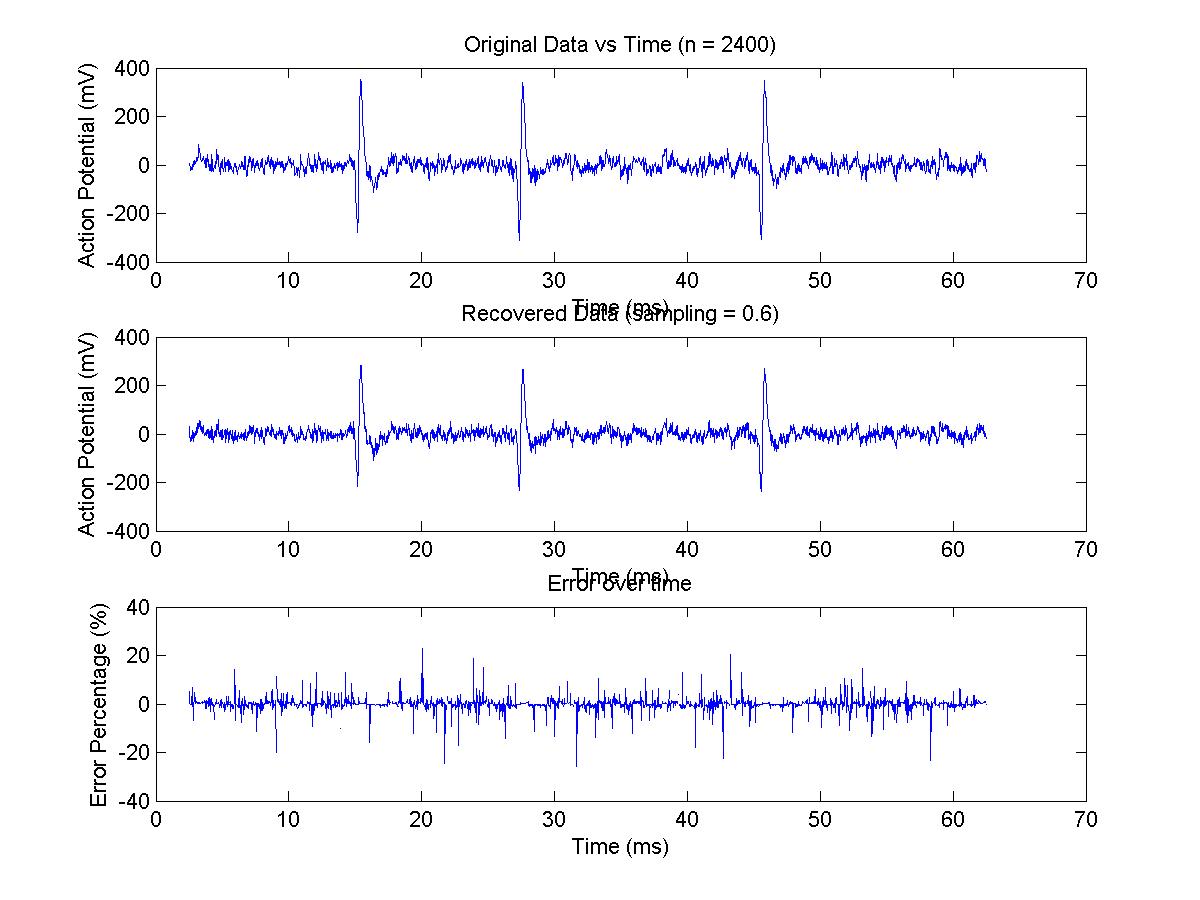 Original Data vs Time (n = 2400)
400
200
0
-200
-400
Action Potential (mV)
0 10 20 30 40 50 60 70
Time (ms)
Recovered Data (sampling = 0.6)
400
200
0
-200
-400
Action Potential (mV)
0 10 20 30 40 50 60 70
Time (ms)
Error over time
40
20
0
-20
-40
Error Percentage (%)
0 10 20 30 40 50 60 70
Time (ms)